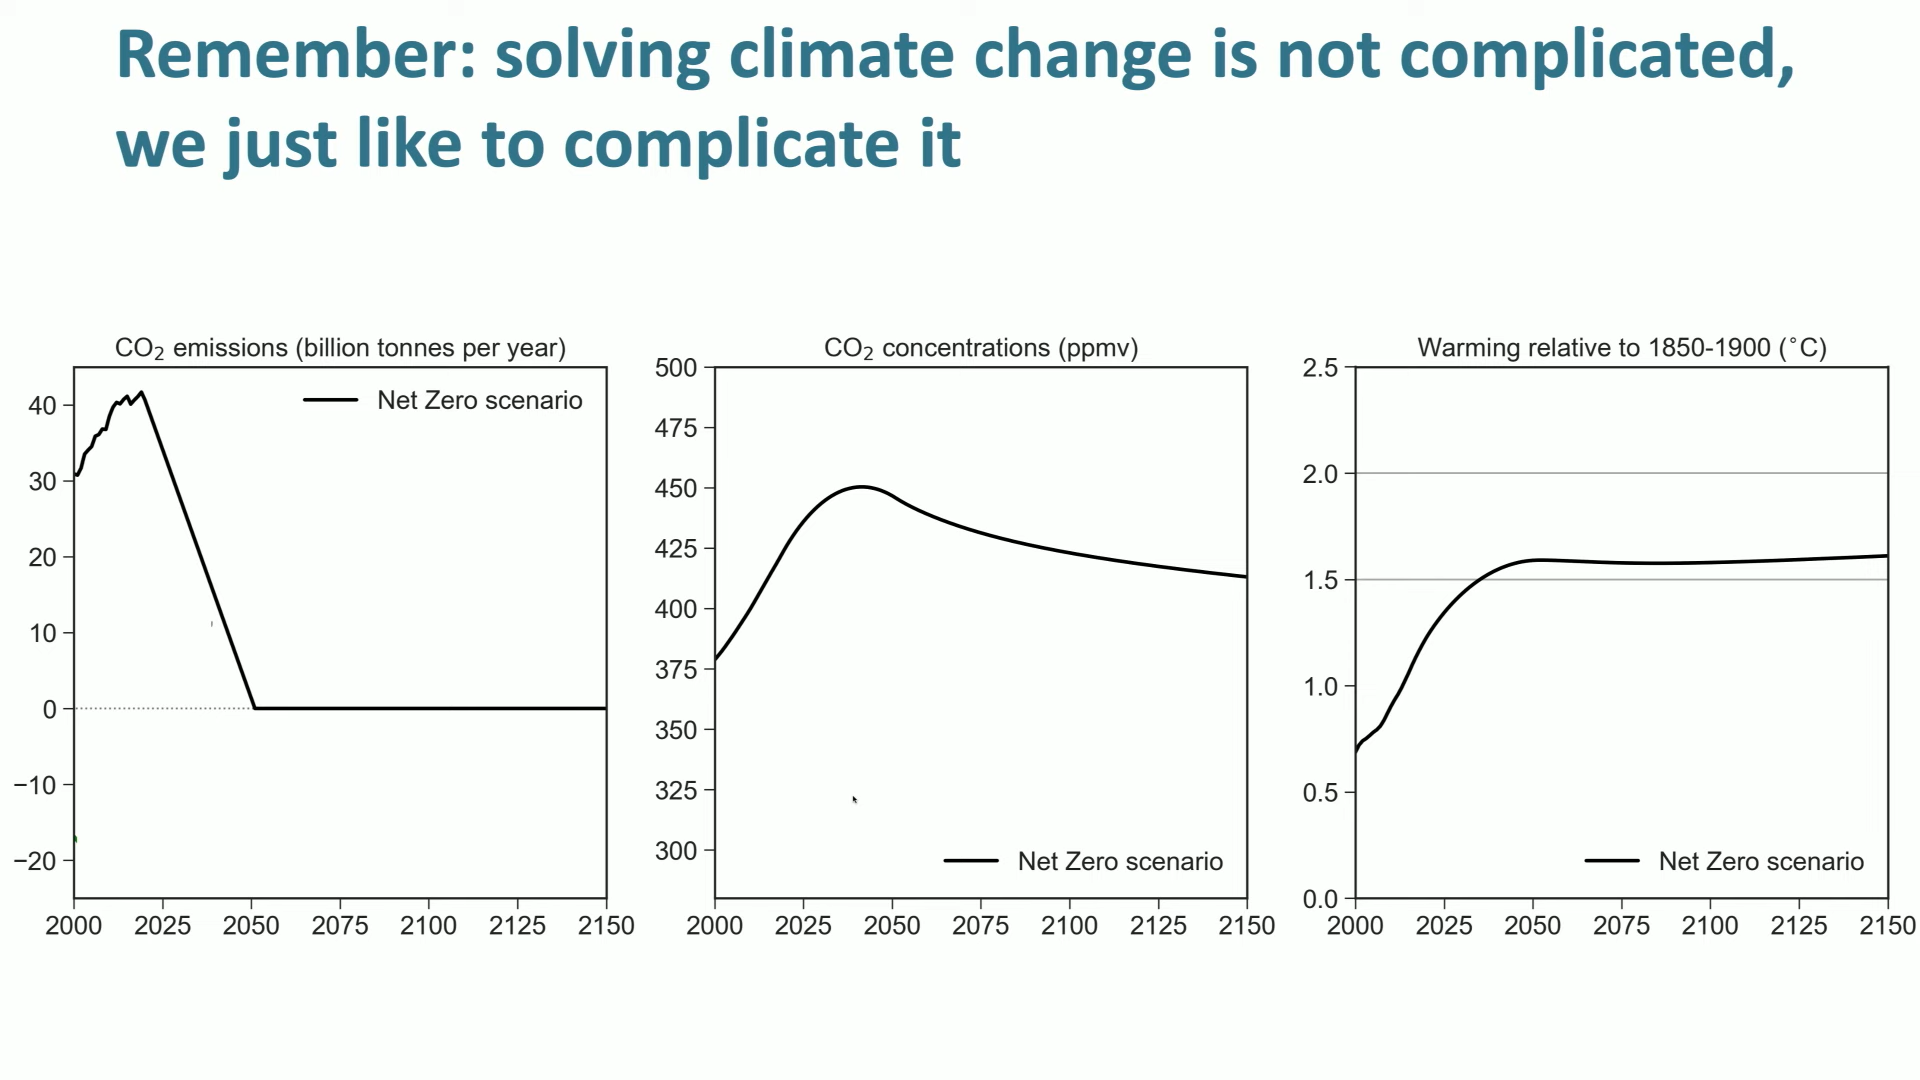 Remember: solving climate change is not complicated,
we just like to complicate it
CO₂ emissions (billion tonnes per year)
Net Zero scenario
40
30
20
10
0
−10
−20
2000 2025 2050 2075 2100 2125 2150
CO₂ concentrations (ppmv)
500
475
450
425
400
375
350
325
300
Net Zero scenario
2000 2025 2050 2075 2100 2125 2150
Warming relative to 1850-1900 (°C)
2.5
2.0
1.5
1.0
0.5
0.0
Net Zero scenario
2000 2025 2050 2075 2100 2125 2150